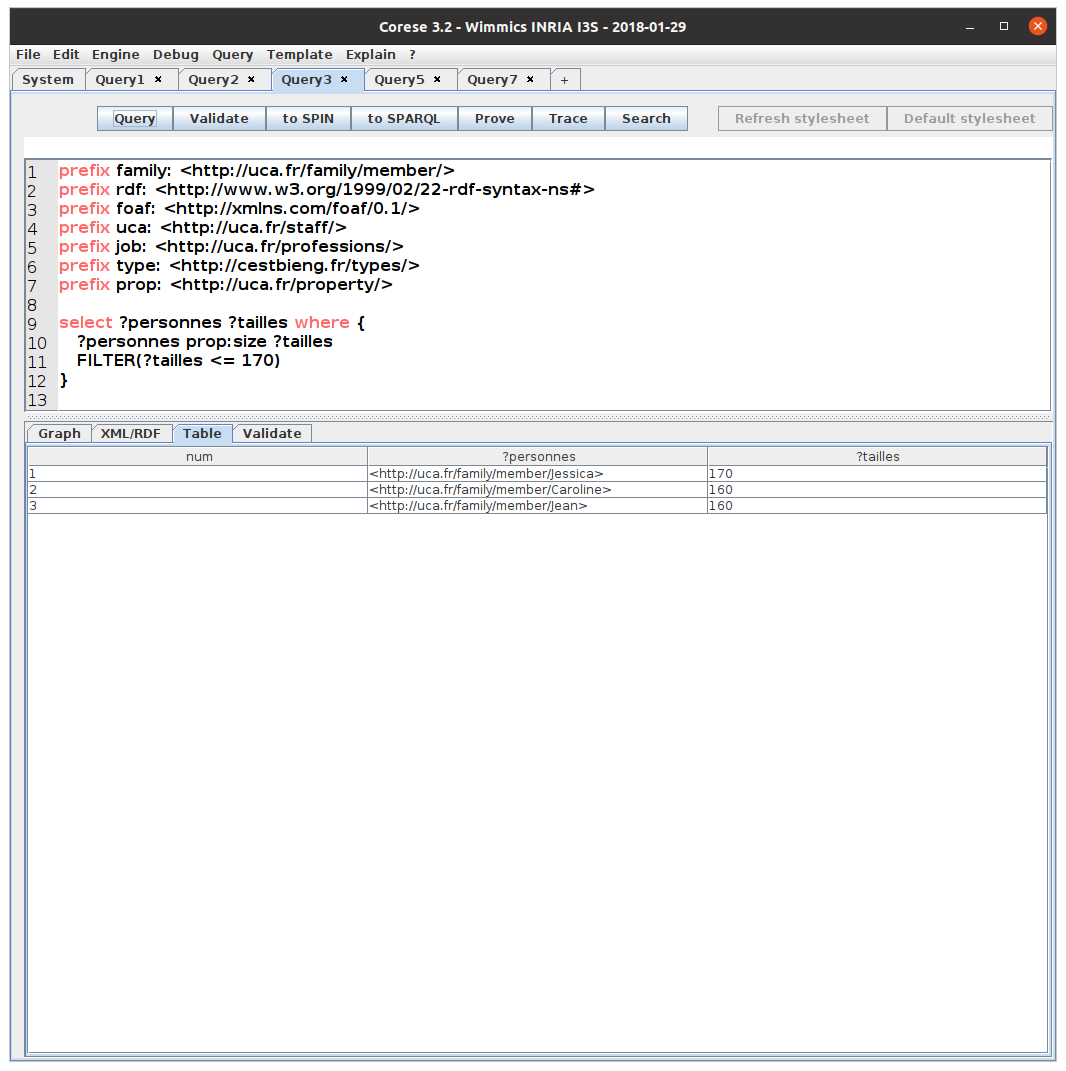 Corese 3.2 - Wimmics INRIA I3S - 2018-01-29
File Edit Engine Debug Query Template Explain ?
System Query1 × Query2 × Query3 × Query5 × Query7 × +
Query Validate to SPIN to SPARQL Prove Trace Search Refresh stylesheet Default stylesheet
1 prefix family: <http://uca.fr/family/member/>
2 prefix rdf: <http://www.w3.org/1999/02/22-rdf-syntax-ns#>
3 prefix foaf: <http://xmlns.com/foaf/0.1/>
4 prefix uca: <http://uca.fr/staff/>
5 prefix job: <http://uca.fr/professions/>
6 prefix type: <http://cestbieng.fr/types/>
7 prefix prop: <http://uca.fr/property/>
8
9 select ?personnes ?tailles where {
10 ?personnes prop:size ?tailles
11 FILTER(?tailles <= 170)
12 }
13
Graph XML/RDF Table Validate
num ?personnes ?tailles
1 <http://uca.fr/family/member/Jessica> 170
2 <http://uca.fr/family/member/Caroline> 160
3 <http://uca.fr/family/member/Jean> 160